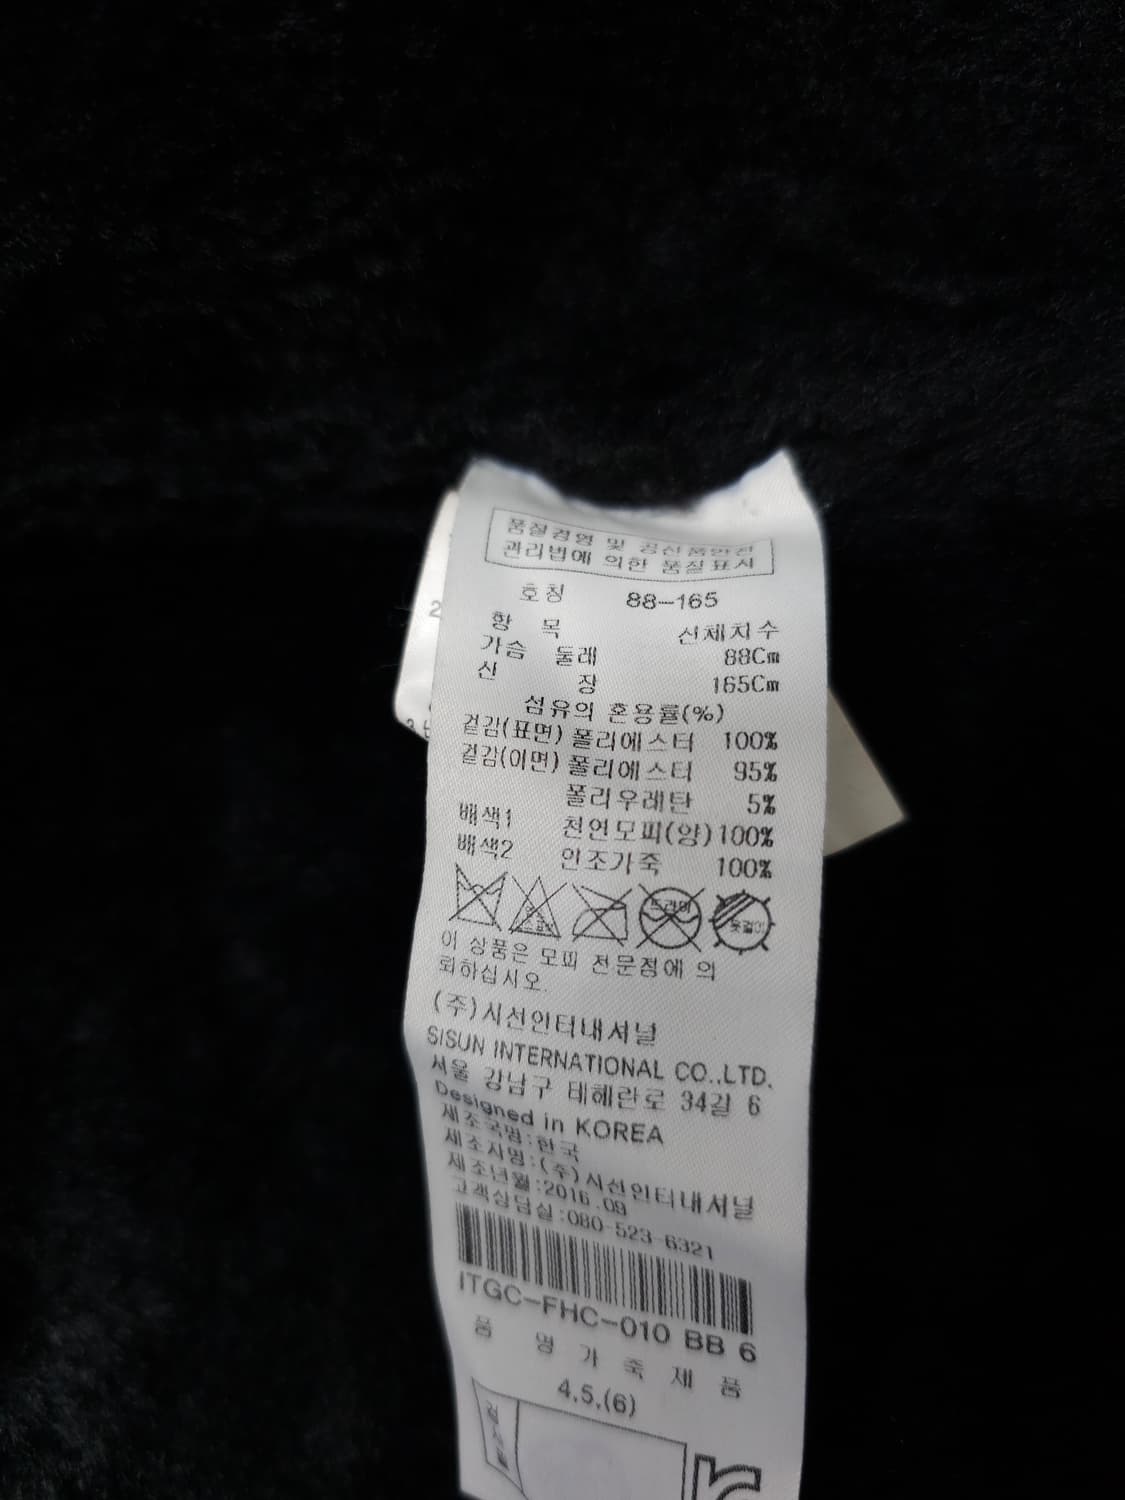 품질경영 및 공산품안전
관리법에 의한 품질표시
호칭 88-165
항 목 신체치수
가슴 둘레 88Cm
신 장 165Cm
섬유의 혼용률(%)
겉감(표면) 폴리에스터 100%
겉감(이면) 폴리에스터 95%
폴리우레탄 5%
배색1 천연모피(양) 100%
배색2 인조가죽 100%
드라이
옷걸이
이 상품은 모피 전문점에 의
뢰하십시오.
(주)시선인터내셔널
SISUN INTERNATIONAL CO.,LTD.
서울 강남구 테헤란로 34길 6
Designed in KOREA
제조국명:한국
제조자명:(주)시선인터내셔널
제조년월:2016.09
고객상담실:080-523-6321
ITGC-FHC-010 BB 6
품 명 가 죽 제 품
4.5.(6)